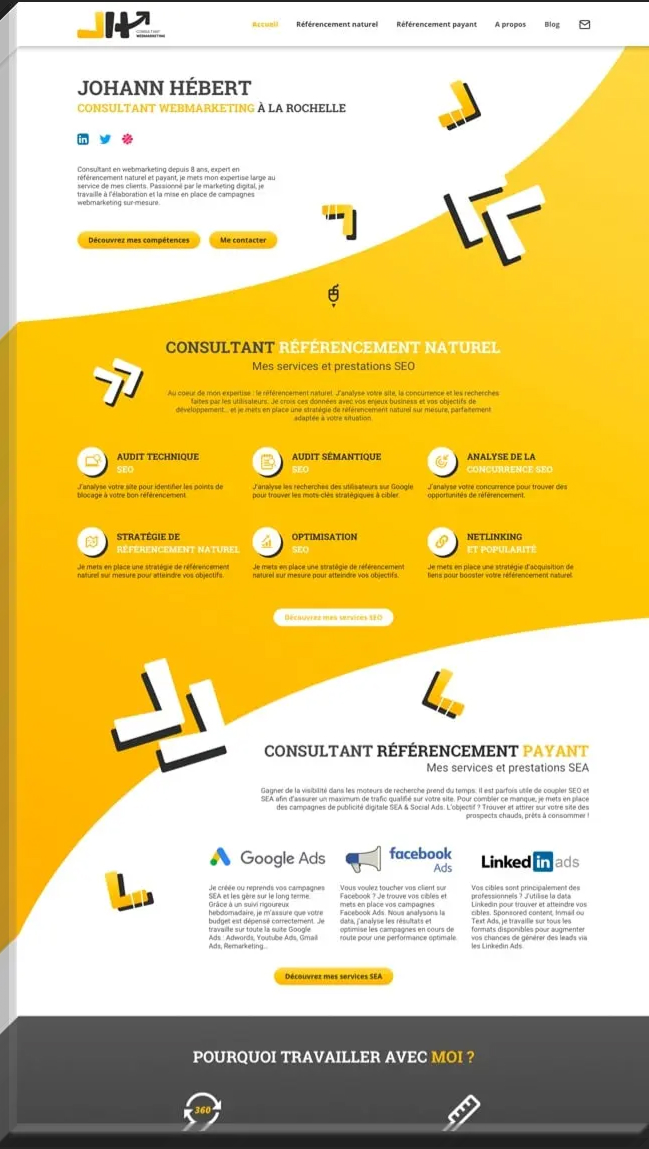 CONSULTANT
WEBMARKETING
Accueil Référencement naturel Référencement payant A propos Blog
JOHANN HÉBERT
CONSULTANT WEBMARKETING À LA ROCHELLE
Consultant en webmarketing depuis 8 ans, expert en
référencement naturel et payant, je mets mon expertise large au
service de mes clients. Passionné par le marketing digital, je
travaille à l'élaboration et la mise en place de campagnes
webmarketing sur-mesure.
Découvrez mes compétences
Me contacter
CONSULTANT RÉFÉRENCEMENT NATUREL
Mes services et prestations SEO
Au coeur de mon expertise : le référencement naturel. J'analyse votre site, la concurrence et les recherches
faites par les utilisateurs. Je crois ces données avec vos enjeux business et vos objectifs de
développement... et je mets en place une stratégie de référencement naturel sur mesure, parfaitement
adaptée à votre situation.
AUDIT TECHNIQUE
SEO
J'analyse votre site pour identifier les points de
blocage à votre bon référencement.
AUDIT SÉMANTIQUE
SEO
J'analyse les recherches des utilisateurs sur Google
pour trouver les mots-clés stratégiques à cibler.
ANALYSE DE LA
CONCURRENCE SEO
J'analyse votre concurrence pour trouver des
opportunités de référencement.
STRATÉGIE DE
RÉFÉRENCEMENT NATUREL
Je mets en place une stratégie de référencement
naturel sur mesure pour atteindre vos objectifs.
OPTIMISATION
SEO
Je mets en place une stratégie de référencement
naturel sur mesure pour atteindre vos objectifs.
NETLINKING
ET POPULARITÉ
Je mets en place une stratégie d'acquisition de
liens pour booster votre référencement naturel.
Découvrez mes services SEO
CONSULTANT RÉFÉRENCEMENT PAYANT
Mes services et prestations SEA
Gagner de la visibilité dans les moteurs de recherche prend du temps. Il est parfois utile de coupler SEO et
SEA afin d'assurer un maximum de trafic qualifié sur votre site. Pour combler ce manque, je mets en place
des campagnes de publicité digitale SEA & Social Ads. L'objectif ? Trouver et attirer sur votre site des
prospects chauds, prêts à consommer !
Google Ads
Je créée ou reprends vos campagnes
SEA et les gère sur le long terme.
Grâce à un suivi rigoureux
hebdomadaire, je m'assure que votre
budget est dépensé correctement. Je
travaille sur toute la suite Google
Ads : Adwords, Youtube Ads, Gmail
Ads, Remarketing...
facebook
Ads
Vous voulez toucher vos client sur
Facebook ? Je trouve vos cibles et
mets en place vos campagnes
Facebook Ads. Nous analysons la
data, j'analyse les résultats et
optimise les campagnes en cours de
route pour une performance optimale.
Linked in ads
Vos cibles sont principalement des
professionnels ? J'utilise la data
Linkedin pour trouver et atteindre vos
cibles. Sponsored content, Inmail ou
Text Ads, je travaille sur tous les
formats disponibles pour augmenter
vos chances de générer des leads via
les Linkedin Ads.
Découvrez mes services SEA
POURQUOI TRAVAILLER AVEC MOI ?
360